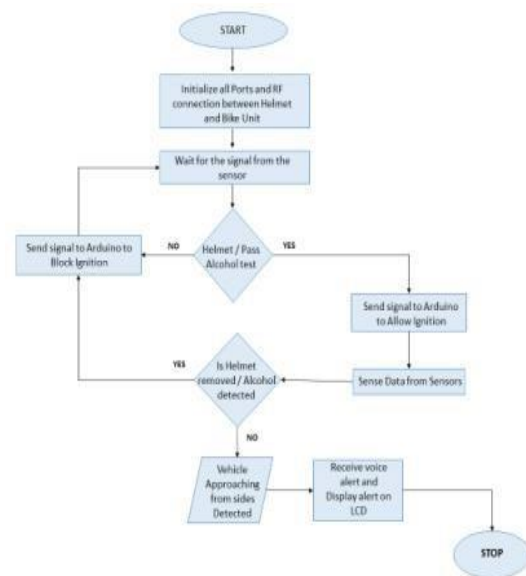 START
Initialize all Ports and RF
connection between Helmet
and Bike Unit
Wait for the signal from the
sensor
Helmet / Pass
Alcohol test
NO
YES
Send signal to Arduino to
Block Ignition
Send signal to Arduino
to Allow Ignition
Sense Data from Sensors
Is Helmet
removed / Alcohol
detected
YES
NO
Vehicle
Approaching
from sides
Detected
Receive voice
alert and
Display alert on
LCD
STOP